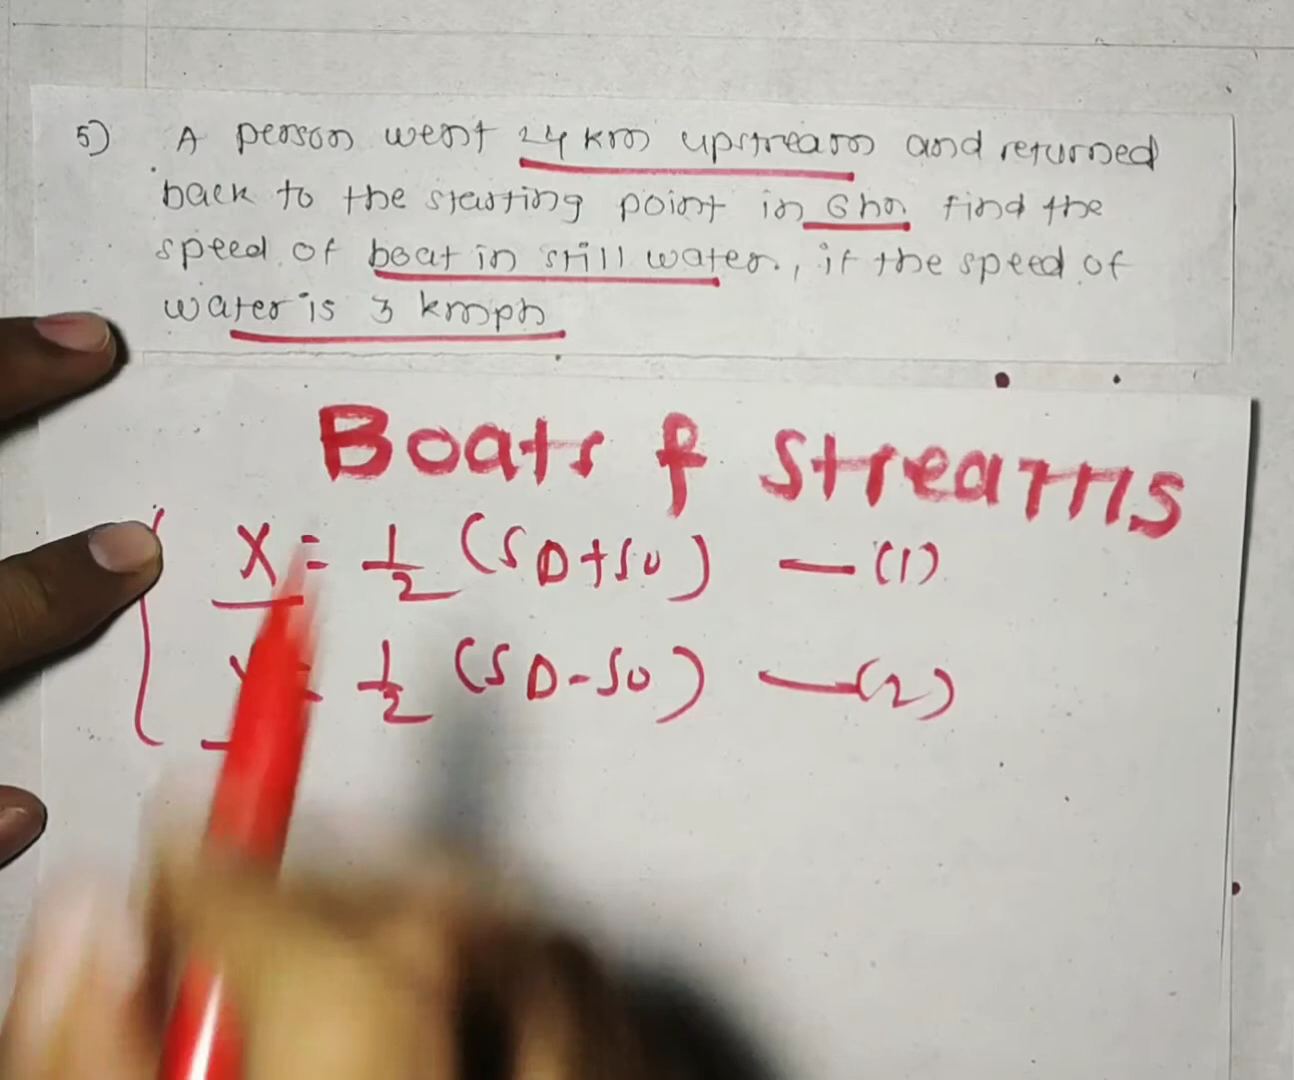 5) A person went 24 km upstream and returned
back to the starting point in 6 hr. find the
speed of boat in still water, if the speed of
water is 3 kmph
Boats & Streams
X = 1/2 (SD+SU) — (1)
= 1/2 (SD-SU) — (2)